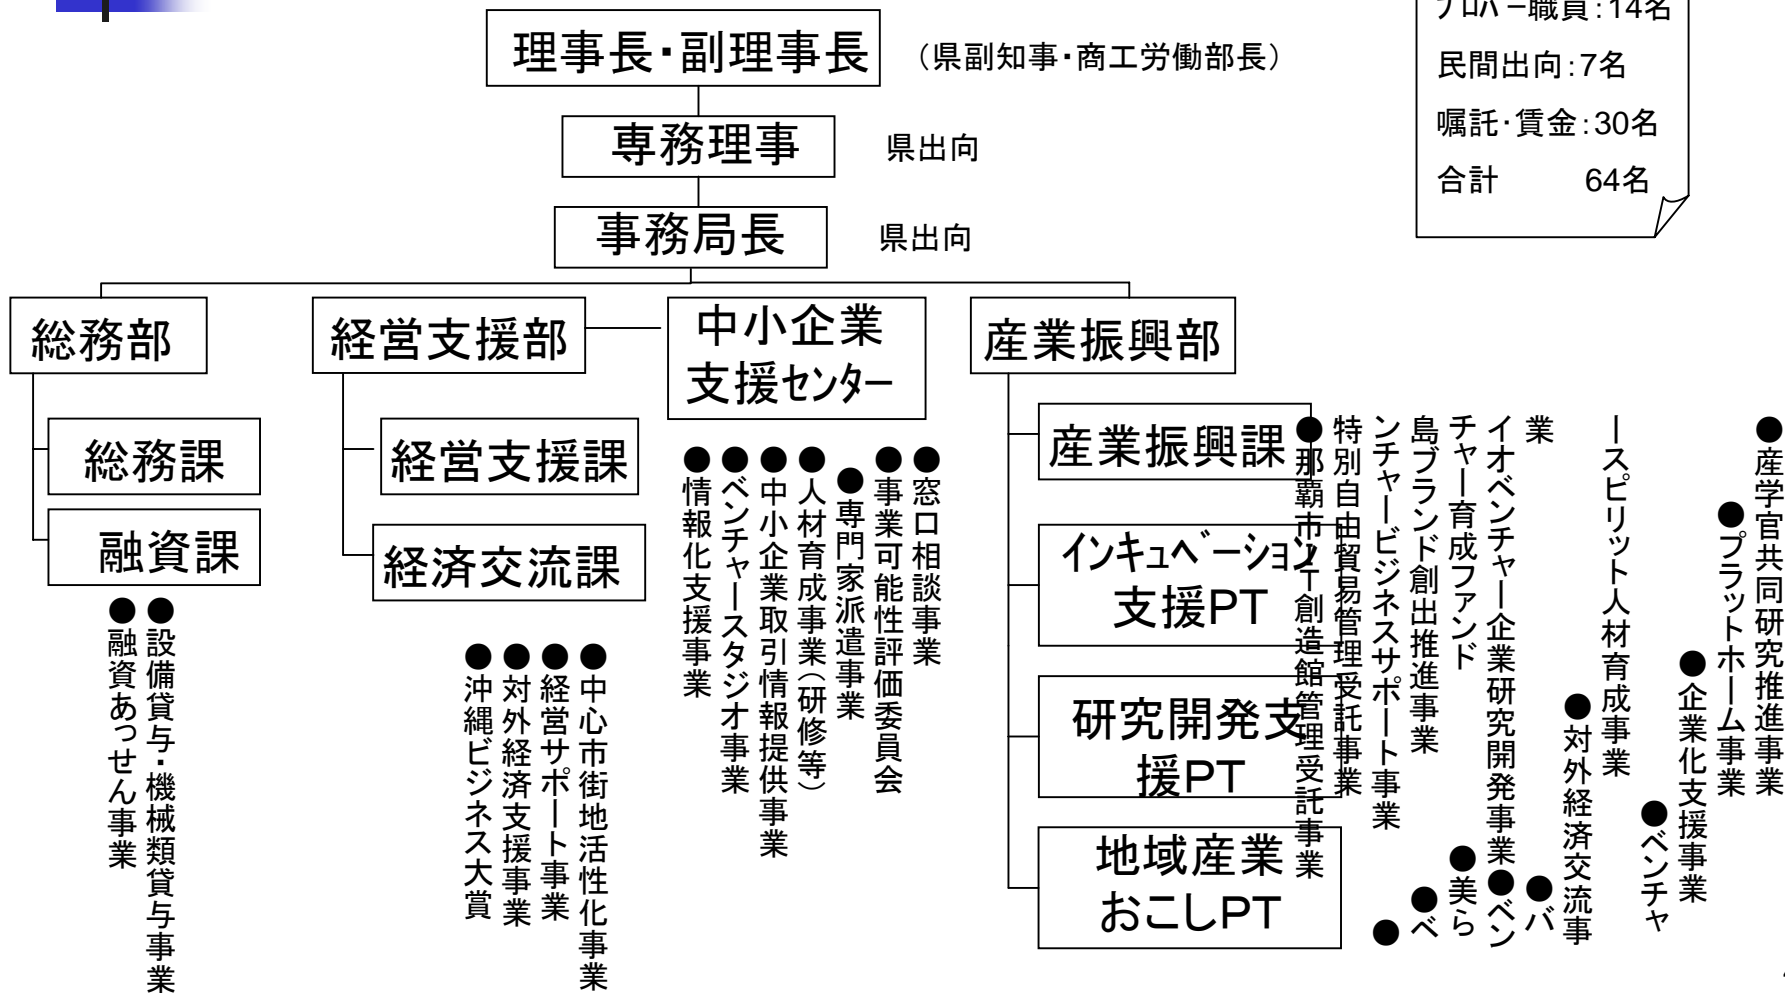 理事長・副理事長
（県副知事・商工労働部長）
専務理事
県出向
事務局長
県出向
プロパー職員:14名
民間出向:7名
嘱託・賃金:30名
合計 64名
総務部
総務課
融資課
●設備貸与・機械類貸与事業
●融資あっせん事業
経営支援部
経営支援課
経済交流課
●中心市街地活性化事業
●経営サポート事業
●対外経済支援事業
●沖縄ビジネス大賞
中小企業
支援センター
●窓口相談事業
●事業可能性評価委員会
●専門家派遣事業
●人材育成事業（研修等）
●中小企業取引情報提供事業
●ベンチャースタジオ事業
●情報化支援事業
産業振興部
産業振興課
インキュベーション
支援PT
研究開発支
援PT
地域産業
おこしPT
●産学官共同研究推進事業
●プラットホーム事業
●企業化支援事業
●ベンチャ
ースピリット人材育成事業
●対外経済交流事
業 ●バ
イオベンチャー企業研究開発事業●ベン
チャー育成ファンド ●美ら
島ブランド創出推進事業 ●ベ
ンチャービジネスサポート事業 ●
特別自由貿易管理受託事業
●那覇市IT創造館管理受託事業